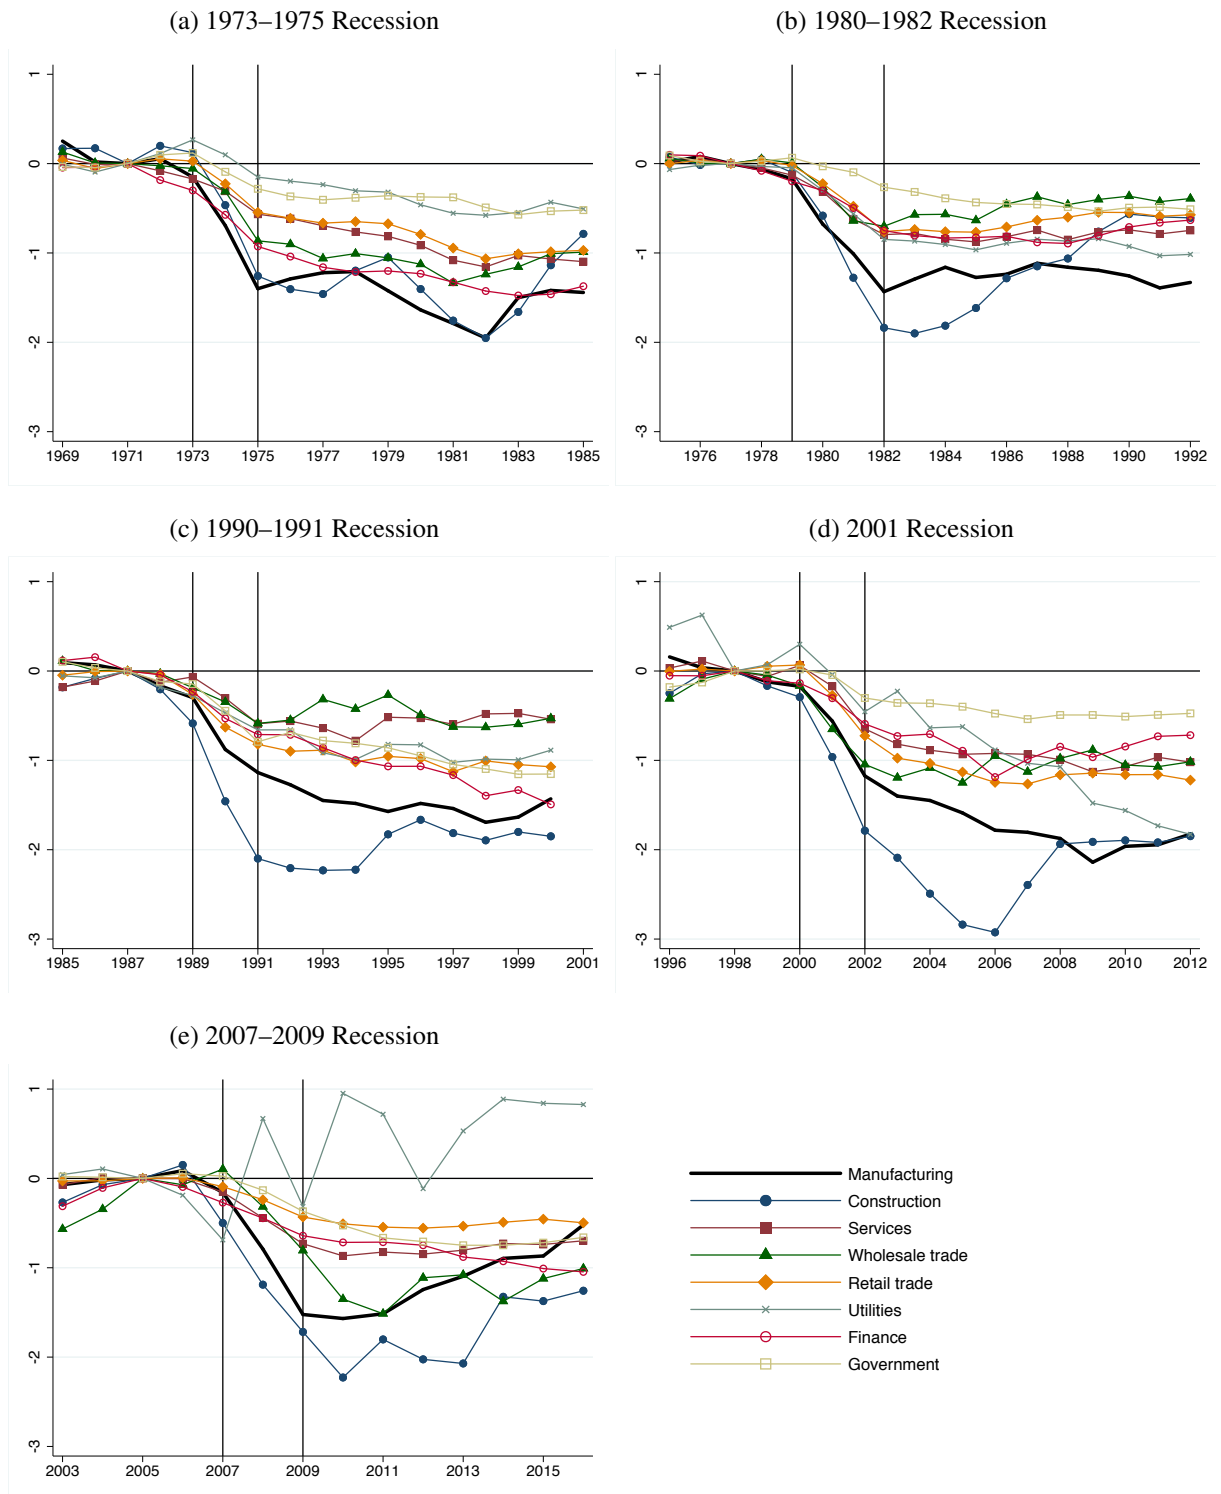 (a) 1973–1975 Recession
1
0
-1
-2
-3
1969 1971 1973 1975 1977 1979 1981 1983 1985
(b) 1980–1982 Recession
1
0
-1
-2
-3
1976 1978 1980 1982 1984 1986 1988 1990 1992
(c) 1990–1991 Recession
1
0
-1
-2
-3
1985 1987 1989 1991 1993 1995 1997 1999 2001
(d) 2001 Recession
1
0
-1
-2
-3
1996 1998 2000 2002 2004 2006 2008 2010 2012
(e) 2007–2009 Recession
1
0
-1
-2
-3
2003 2005 2007 2009 2011 2013 2015
Manufacturing
Construction
Services
Wholesale trade
Retail trade
Utilities
Finance
Government